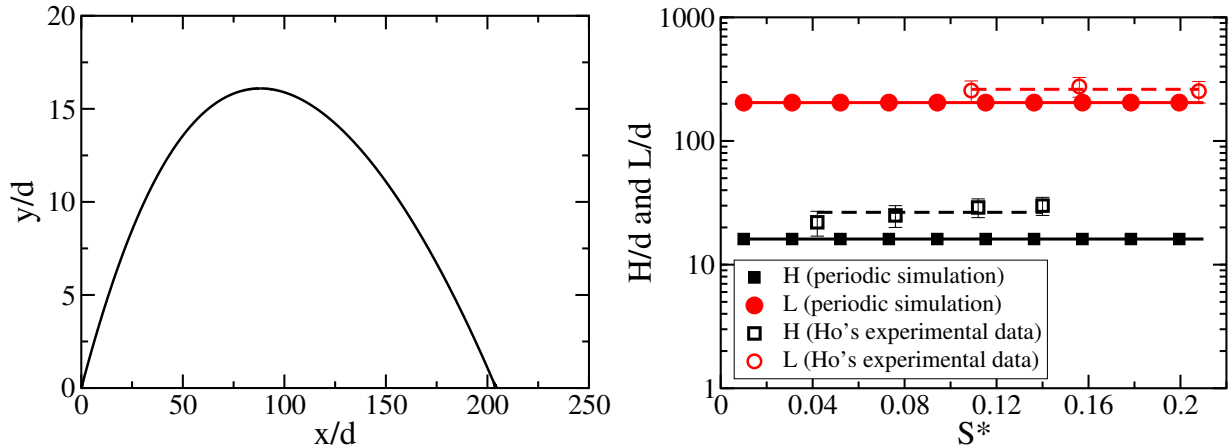 20
15
10
5
0
y/d
0 50 100 150 200 250
x/d
1000
100
10
1
H/d and L/d
H (periodic simulation)
L (periodic simulation)
H (Ho's experimental data)
L (Ho's experimental data)
0 0.04 0.08 0.12 0.16 0.2
S*